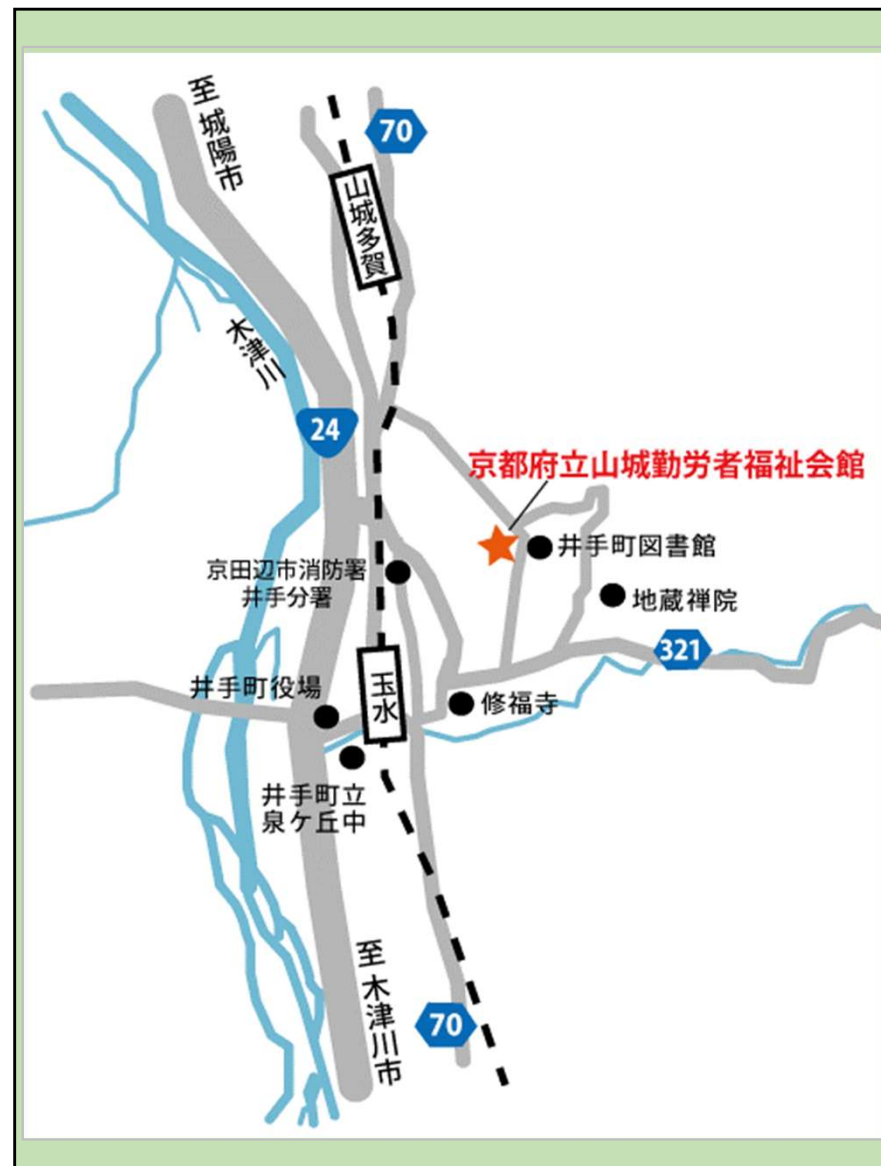 至 城陽市
70
山城多賀
木津川
24
京都府立山城勤労者福祉会館
井手町図書館
京田辺市消防署
井手分署
地蔵禅院
321
井手町役場
玉水
修福寺
井手町立
泉ケ丘中
至 木津川市
70